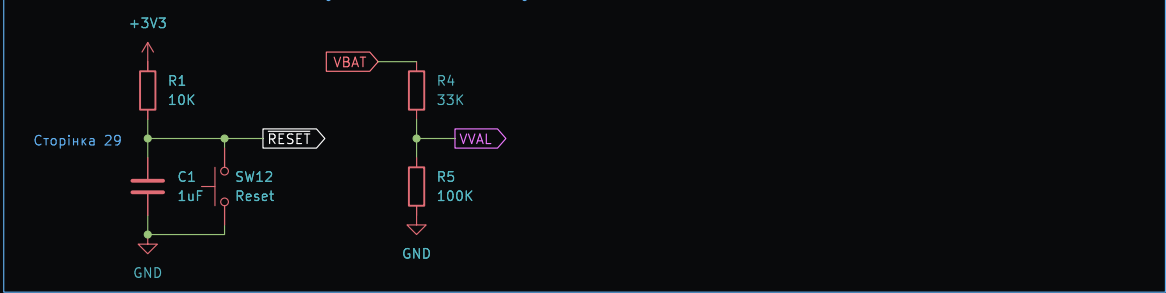 +3V3
R1
10K
Сторінка 29
RESET
C1
1uF
SW12
Reset
GND
VBAT
R4
33K
VVAL
R5
100K
GND